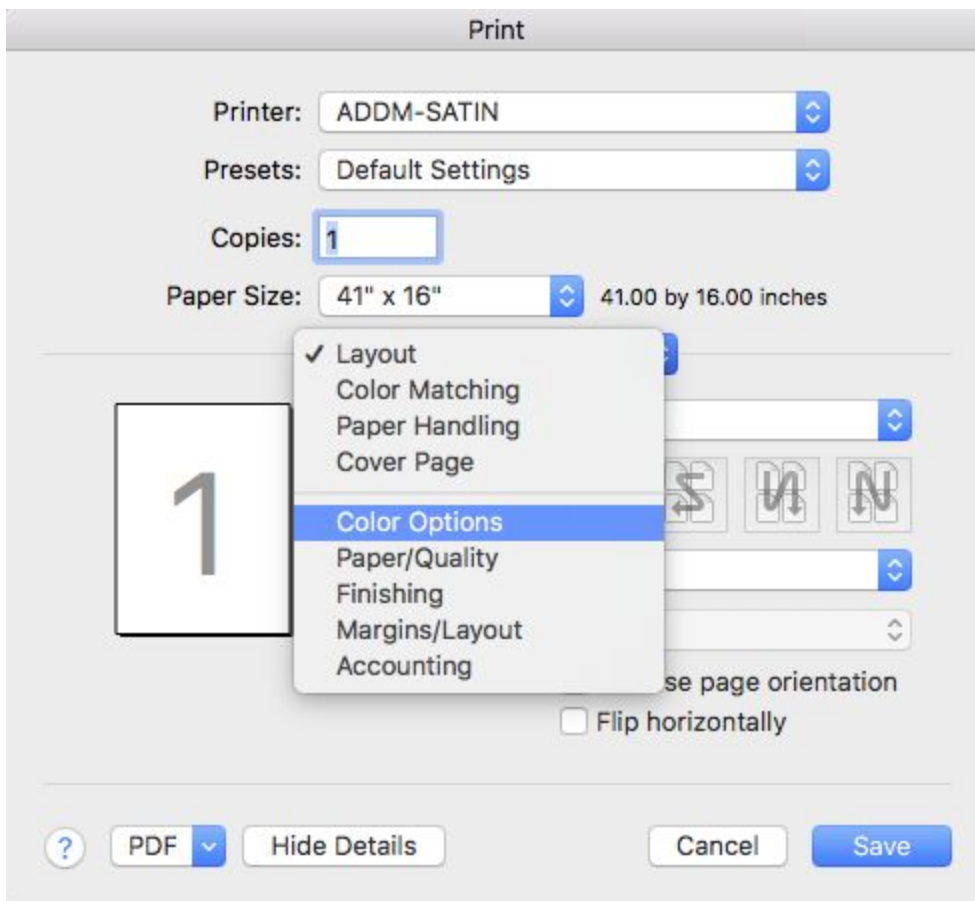 Print
Printer: ADDM-SATIN
Presets: Default Settings
Copies: 1
Paper Size: 41" x 16" 41.00 by 16.00 inches
✓ Layout
Color Matching
Paper Handling
Cover Page
Color Options
Paper/Quality
Finishing
Margins/Layout
Accounting
1
se page orientation
Flip horizontally
? PDF Hide Details Cancel Save